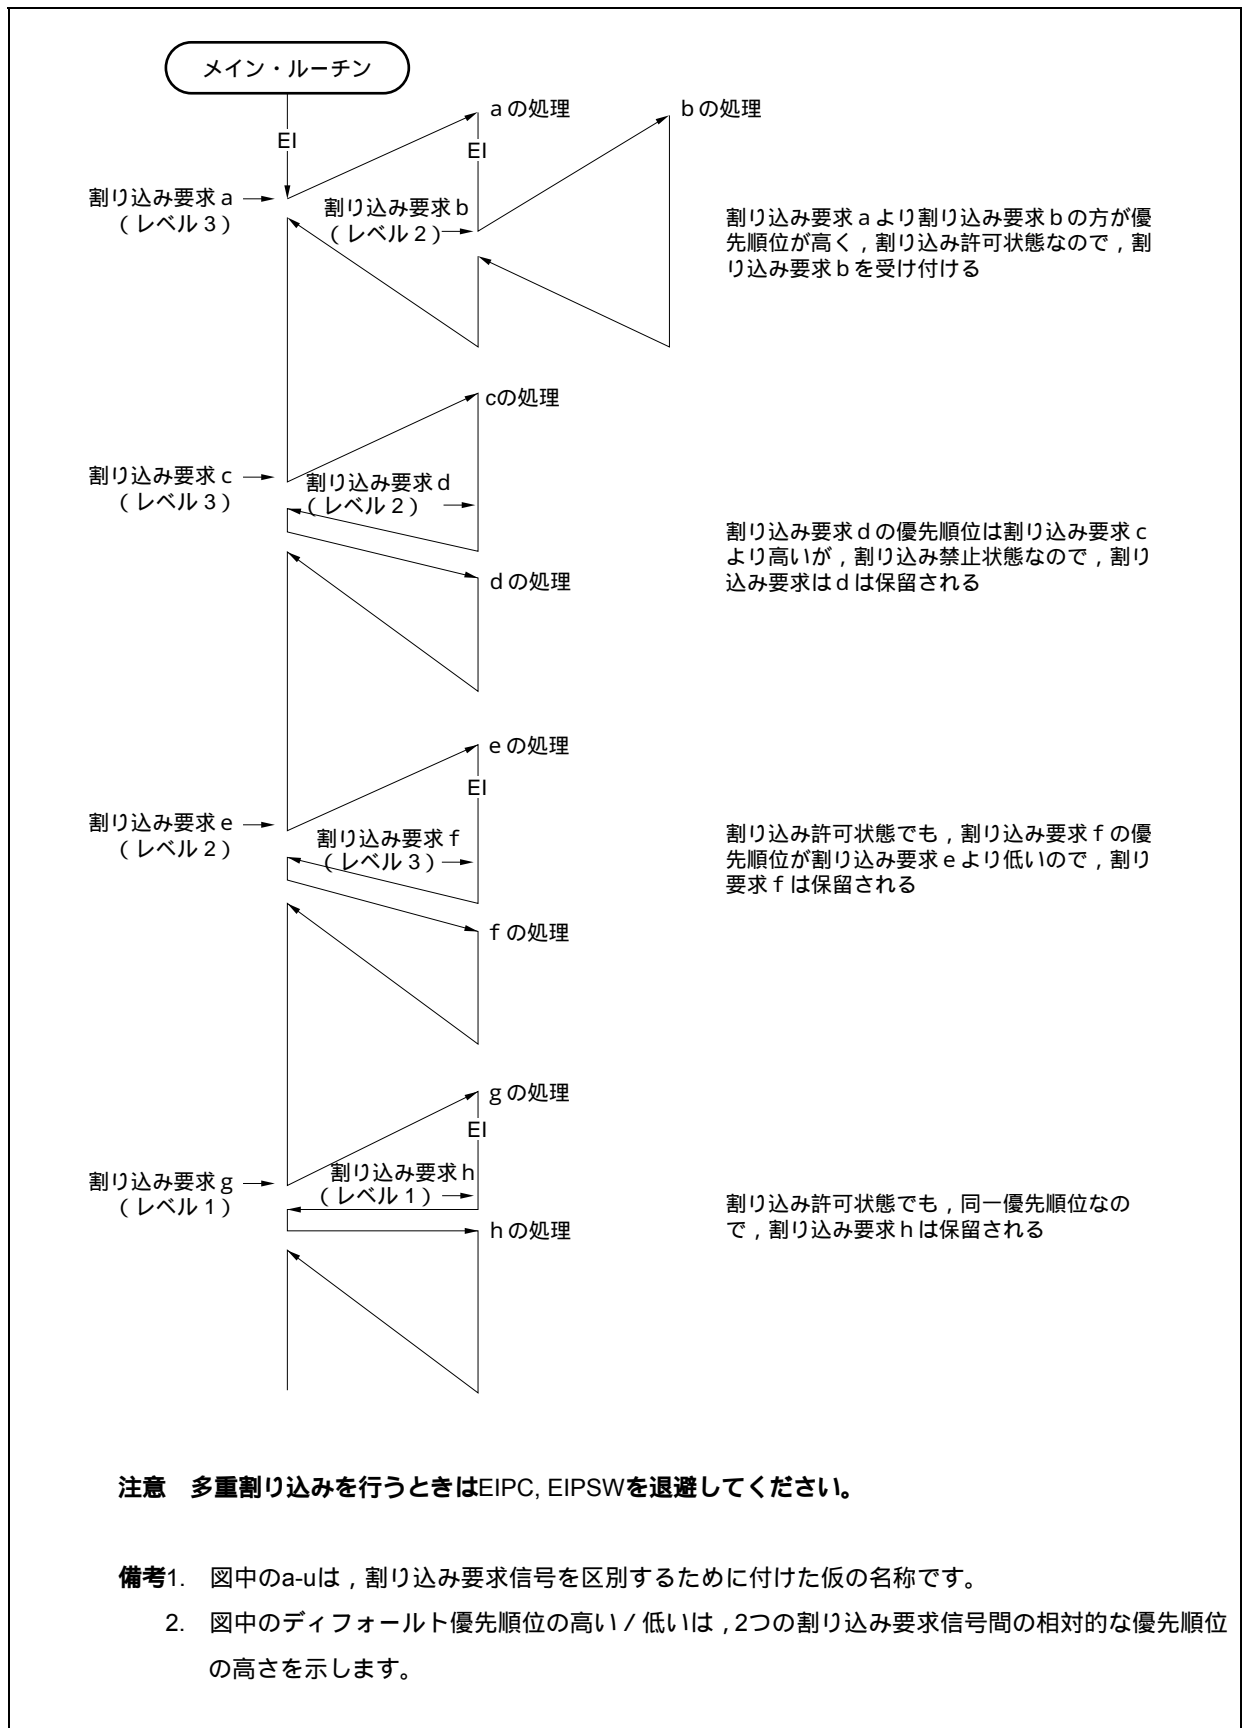 メイン・ルーチン
aの処理
bの処理
EI
EI
割り込み要求a
（レベル3）
割り込み要求b
（レベル2）
割り込み要求aより割り込み要求bの方が優
先順位が高く，割り込み許可状態なので，割
り込み要求bを受け付ける
cの処理
割り込み要求c
（レベル3）
割り込み要求d
（レベル2）
割り込み要求dの優先順位は割り込み要求c
より高いが，割り込み禁止状態なので，割り
込み要求はdは保留される
dの処理
eの処理
EI
割り込み要求e
（レベル2）
割り込み要求f
（レベル3）
割り込み許可状態でも，割り込み要求fの優
先順位が割り込み要求eより低いので，割り
要求fは保留される
fの処理
gの処理
EI
割り込み要求g
（レベル1）
割り込み要求h
（レベル1）
割り込み許可状態でも，同一優先順位なの
で，割り込み要求hは保留される
hの処理
注意　多重割り込みを行うときはEIPC, EIPSWを退避してください。
備考1.　図中のa-uは，割り込み要求信号を区別するために付けた仮の名称です。
2.　図中のディフォールト優先順位の高い／低いは，2つの割り込み要求信号間の相対的な優先順位
の高さを示します。